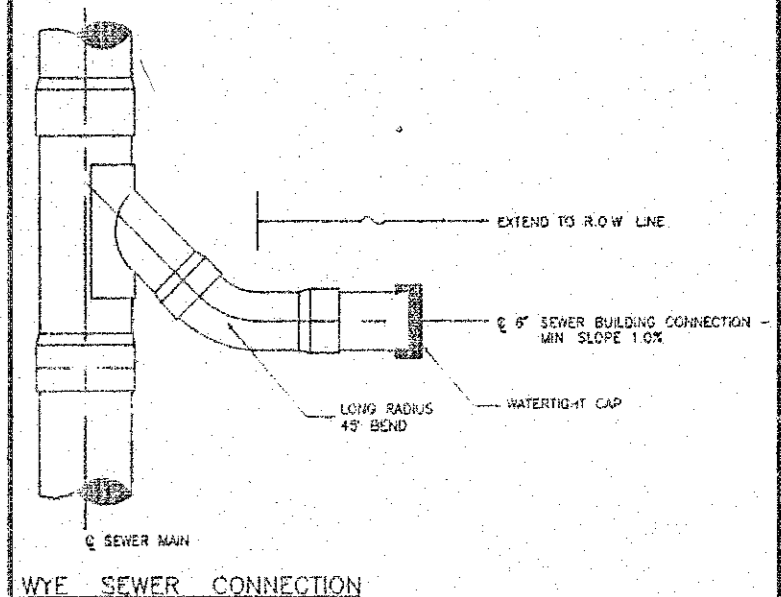 EXTEND TO R.O.W LINE
℄ 6" SEWER BUILDING CONNECTION -
MIN SLOPE 1.0%
WATERTIGHT CAP
LONG RADIUS
45° BEND
℄ SEWER MAIN
WYE SEWER CONNECTION